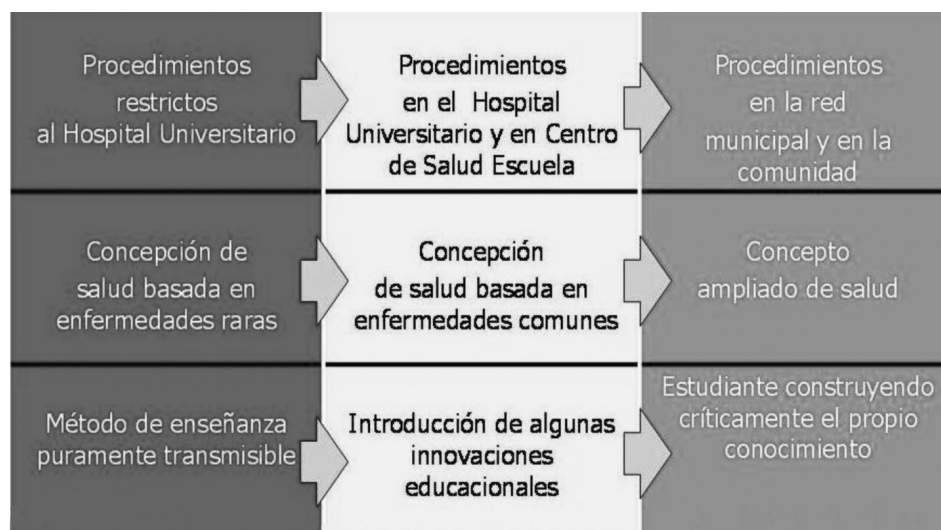 Procedimientos
restrictos
al Hospital Universitario
Procedimientos
en el Hospital
Universitario y en Centro
de Salud Escuela
Procedimientos
en la red
municipal y en la
comunidad
Concepción de
salud basada en
enfermedades raras
Concepción
de salud basada en
enfermedades comunes
Concepto
ampliado de salud
Método de enseñanza
puramente transmisible
Introducción de algunas
innovaciones
educacionales
Estudiante construyendo
críticamente el propio
conocimiento